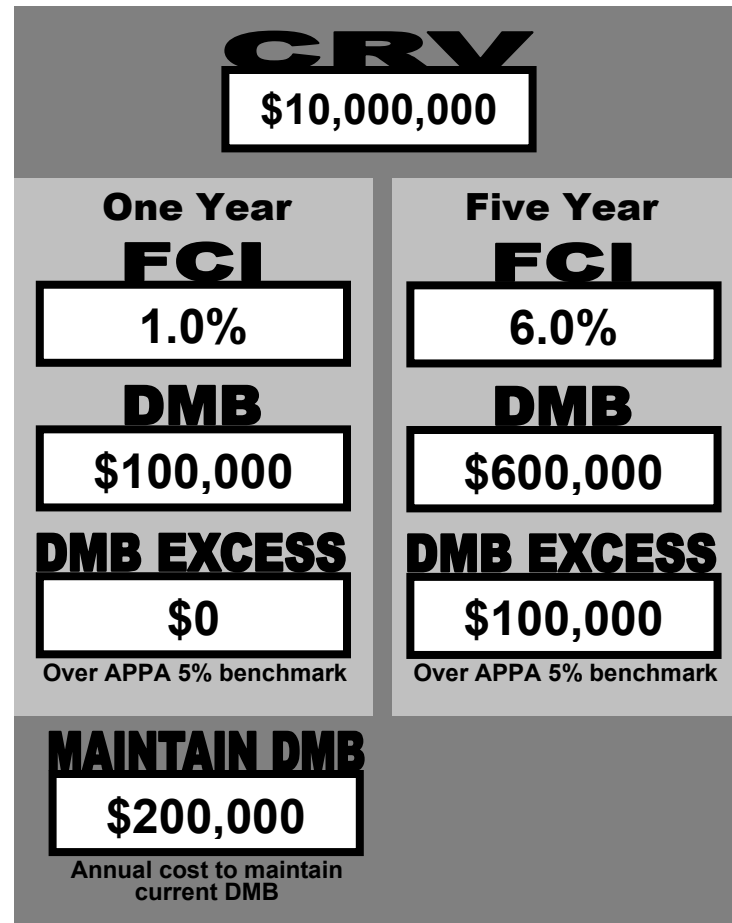 CRV
$10,000,000
One Year
FCI
1.0%
DMB
$100,000
DMB EXCESS
$0
Over APPA 5% benchmark
Five Year
FCI
6.0%
DMB
$600,000
DMB EXCESS
$100,000
Over APPA 5% benchmark
MAINTAIN DMB
$200,000
Annual cost to maintain
current DMB